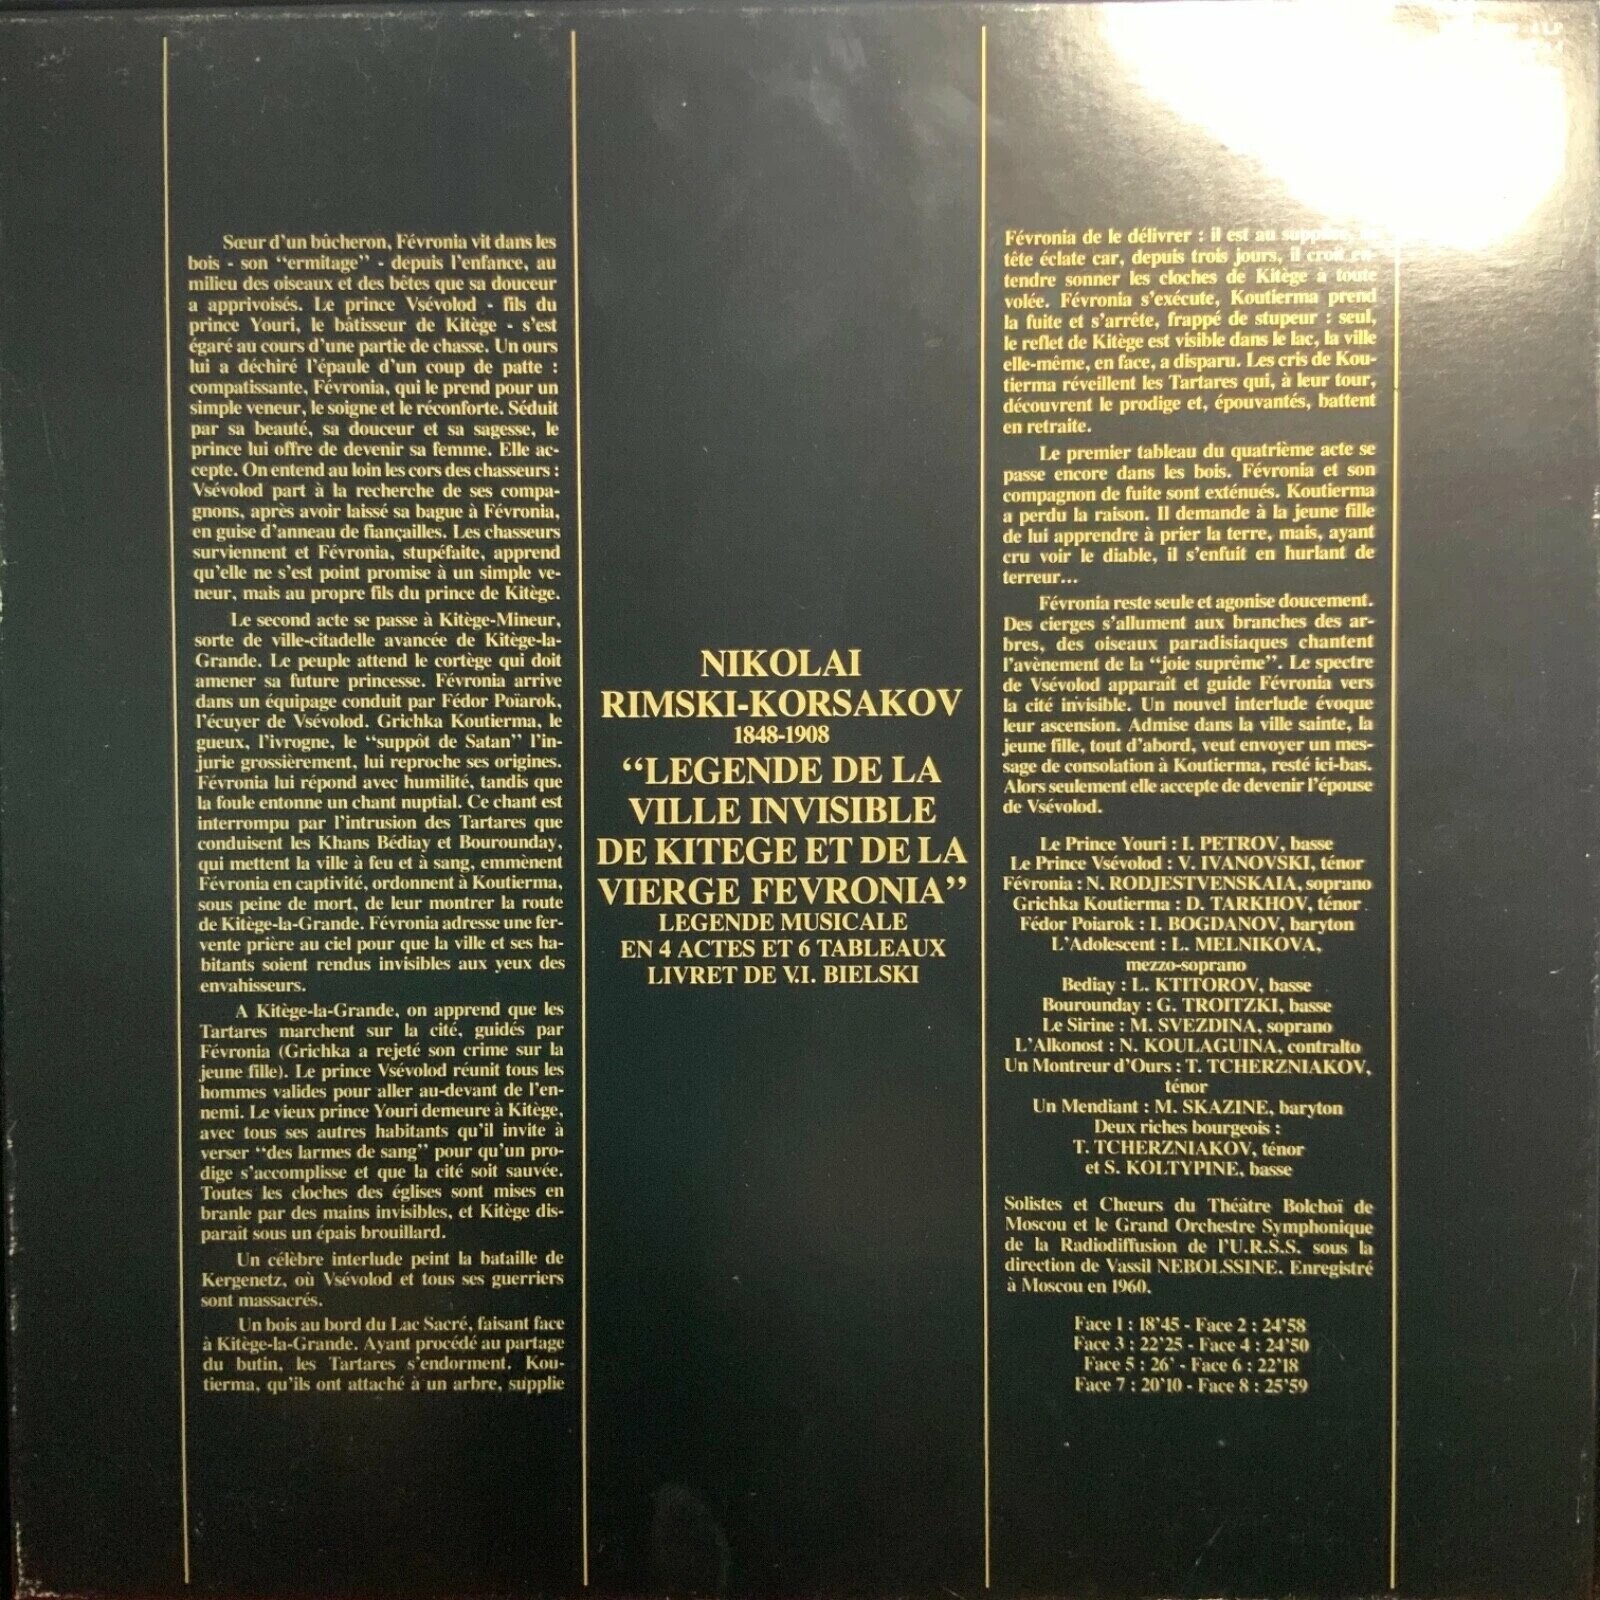 Sœur d'un bûcheron, Févronia vit dans les
bois - son "ermitage" - depuis l'enfance, au
milieu des oiseaux et des bêtes que sa douceur
a apprivoisés. Le prince Vsévolod - fils du
prince Youri, le bâtisseur de Kitège - s'est
égaré au cours d'une partie de chasse. Un ours
lui a déchiré l'épaule d'un coup de patte :
compatissante, Févronia, qui le prend pour un
simple veneur, le soigne et le réconforte. Séduit
par sa beauté, sa douceur et sa sagesse, le
prince lui offre de devenir sa femme. Elle ac-
cepte. On entend au loin les cors des chasseurs :
Vsévolod part à la recherche de ses compa-
gnons, après avoir laissé sa bague à Févronia,
en guise d'anneau de fiançailles. Les chasseurs
surviennent et Févronia, stupéfaite, apprend
qu'elle ne s'est point promise à un simple ve-
neur, mais au propre fils du prince de Kitège.
Le second acte se passe à Kitège-Mineur,
sorte de ville-citadelle avancée de Kitège-la-
Grande. Le peuple attend le cortège qui doit
amener sa future princesse. Févronia arrive
dans un équipage conduit par Fédor Poïarok,
l'écuyer de Vsévolod. Grichka Koutierma, le
gueux, l'ivrogne, le "suppôt de Satan" l'in-
jurie grossièrement, lui reproche ses origines.
Févronia lui répond avec humilité, tandis que
la foule entonne un chant nuptial. Ce chant est
interrompu par l'intrusion des Tartares que
conduisent les Khans Bédiay et Bourounday,
qui mettent la ville à feu et à sang, emmènent
Févronia en captivité, ordonnent à Koutierma,
sous peine de mort, de leur montrer la route
de Kitège-la-Grande. Févronia adresse une fer-
vente prière au ciel pour que la ville et ses ha-
bitants soient rendus invisibles aux yeux des
envahisseurs.
A Kitège-la-Grande, on apprend que les
Tartares marchent sur la cité, guidés par
Févronia (Grichka a rejeté son crime sur la
jeune fille). Le prince Vsévolod réunit tous les
hommes valides pour aller au-devant de l'en-
nemi. Le vieux prince Youri demeure à Kitège,
avec tous ses autres habitants qu'il invite à
verser "des larmes de sang" pour qu'un pro-
dige s'accomplisse et que la cité soit sauvée.
Toutes les cloches des églises sont mises en
branle par des mains invisibles, et Kitège dis-
paraît sous un épais brouillard.
Un célèbre interlude peint la bataille de
Kergenetz, où Vsévolod et tous ses guerriers
sont massacrés.
Un bois au bord du Lac Sacré, faisant face
à Kitège-la-Grande. Ayant procédé au partage
du butin, les Tartares s'endorment. Kou-
tierma, qu'ils ont attaché à un arbre, supplie
NIKOLAI
RIMSKI-KORSAKOV
1848-1908
"LEGENDE DE LA
VILLE INVISIBLE
DE KITEGE ET DE LA
VIERGE FEVRONIA"
LEGENDE MUSICALE
EN 4 ACTES ET 6 TABLEAUX
LIVRET DE V.I. BIELSKI
Févronia de le délivrer : il est au
tête éclate car, depuis trois jours, il croit en-
tendre sonner les cloches de Kitège à toute
volée. Févronia s'exécute, Koutierma prend
la fuite et s'arrête, frappé de stupeur : seul,
le reflet de Kitège est visible dans le lac, la ville
elle-même, en face, a disparu. Les cris de Kou-
tierma réveillent les Tartares qui, à leur tour,
découvrent le prodige et, épouvantés, battent
en retraite.
Le premier tableau du quatrième acte se
passe encore dans les bois. Févronia et son
compagnon de fuite sont exténués. Koutierma
a perdu la raison. Il demande à la jeune fille
de lui apprendre à prier la terre, mais, ayant
cru voir le diable, il s'enfuit en hurlant de
terreur...
Févronia reste seule et agonise doucement.
Des cierges s'allument aux branches des ar-
bres, des oiseaux paradisiaques chantent
l'avènement de la "joie suprême". Le spectre
de Vsévolod apparaît et guide Févronia vers
la cité invisible. Un nouvel interlude évoque
leur ascension. Admise dans la ville sainte, la
jeune fille, tout d'abord, veut envoyer un mes-
sage de consolation à Koutierma, resté ici-bas.
Alors seulement elle accepte de devenir l'épouse
de Vsévolod.
Le Prince Youri : I. PETROV, basse
Le Prince Vsévolod : V. IVANOVSKI, ténor
Févronia : N. RODJESTVENSKAIA, soprano
Grichka Koutierma : D. TARKHOV, ténor
Fédor Poiarok : I. BOGDANOV, baryton
L'Adolescent : L. MELNIKOVA,
mezzo-soprano
Bediay : L. KTITOROV, basse
Bourounday : G. TROITZKI, basse
Le Sirine : M. SVEZDINA, soprano
L'Alkonost : N. KOULAGUINA, contralto
Un Montreur d'Ours : T. TCHERZNIAKOV,
ténor
Un Mendiant : M. SKAZINE, baryton
Deux riches bourgeois :
T. TCHERZNIAKOV, ténor
et S. KOLTYPINE, basse
Solistes et Chœurs du Théâtre Bolchoï de
Moscou et le Grand Orchestre Symphonique
de la Radiodiffusion de l'U.R.S.S. sous la
direction de Vassil NEBOLSSINE. Enregistré
à Moscou en 1960.
Face 1 : 18'45 - Face 2 : 24'58
Face 3 : 22'25 - Face 4 : 24'50
Face 5 : 26' - Face 6 : 22'18
Face 7 : 20'10 - Face 8 : 25'59